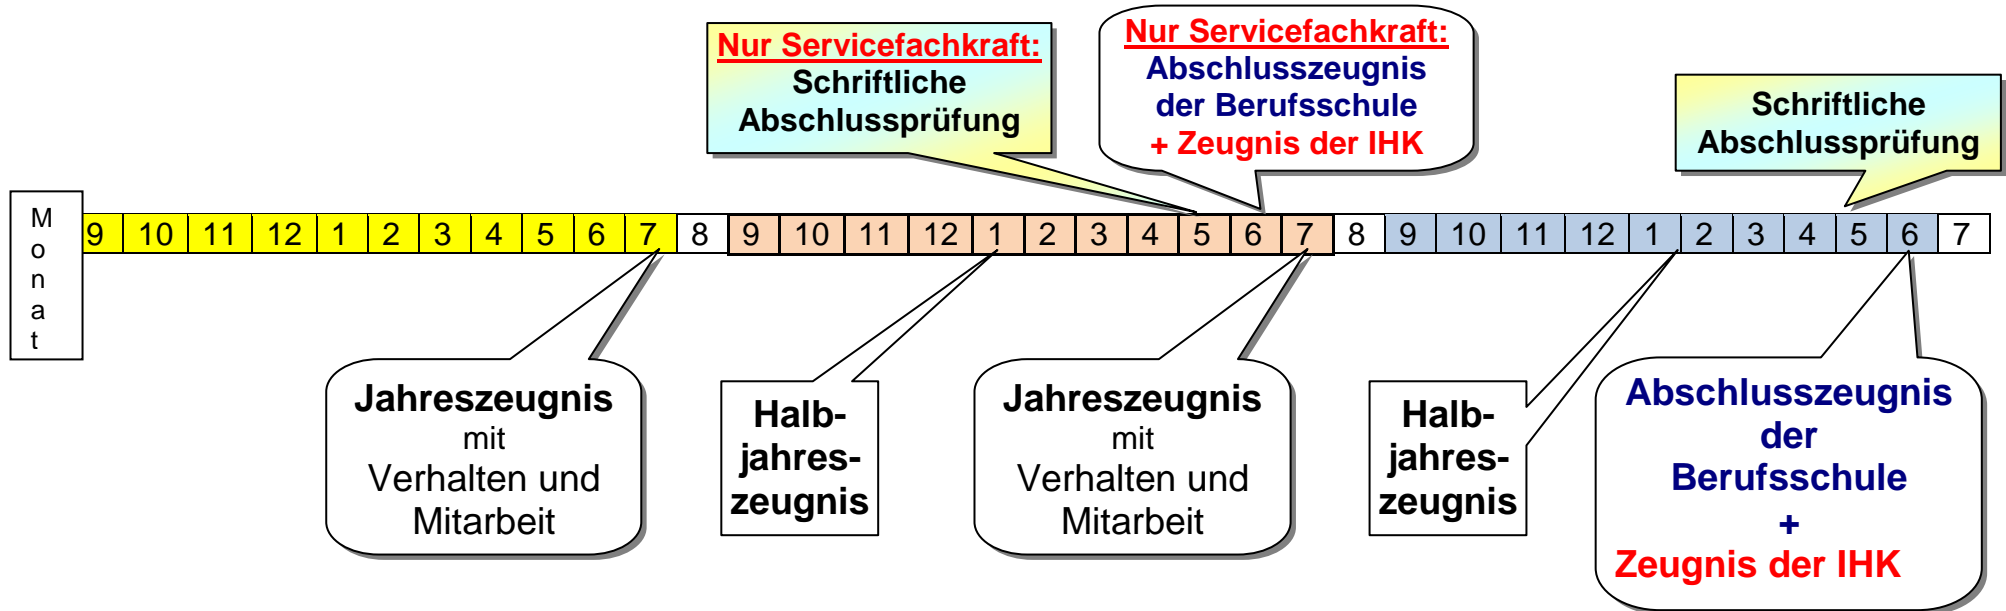 Nur Servicefachkraft:
Schriftliche
Abschlussprüfung
Nur Servicefachkraft:
Abschlusszeugnis
der Berufsschule
+ Zeugnis der IHK
Schriftliche
Abschlussprüfung
M
o
n
a
t
9 10 11 12 1 2 3 4 5 6 7 8 9 10 11 12 1 2 3 4 5 6 7 8 9 10 11 12 1 2 3 4 5 6 7
Jahreszeugnis
mit
Verhalten und
Mitarbeit
Halb-
jahres-
zeugnis
Jahreszeugnis
mit
Verhalten und
Mitarbeit
Halb-
jahres-
zeugnis
Abschlusszeugnis
der
Berufsschule
+
Zeugnis der IHK